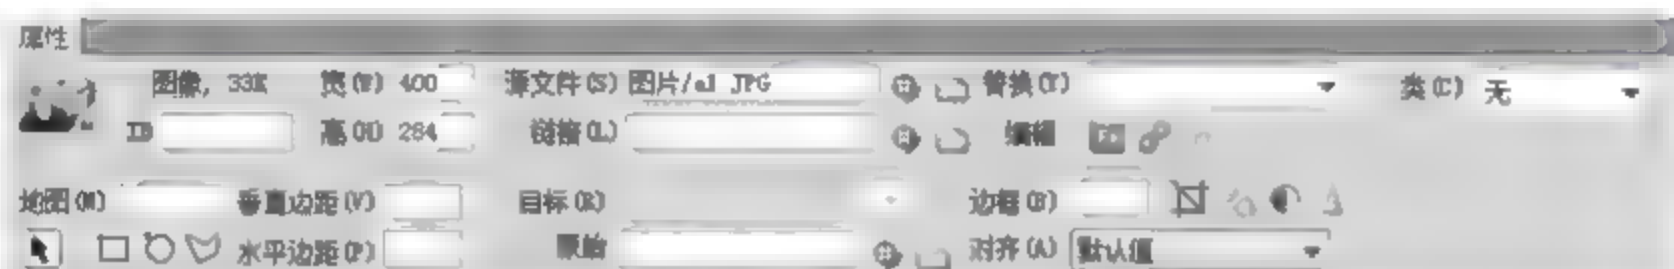 属性
图像, 33K 宽(W) 400 源文件(S) 图片/a1 JPG 替换(T) 类(C) 无
ID 高(H) 284 链接(L) 编辑
地图(M) 垂直边距(V) 目标(R) 边框(B)
水平边距(P) 原始 对齐(A) 默认值